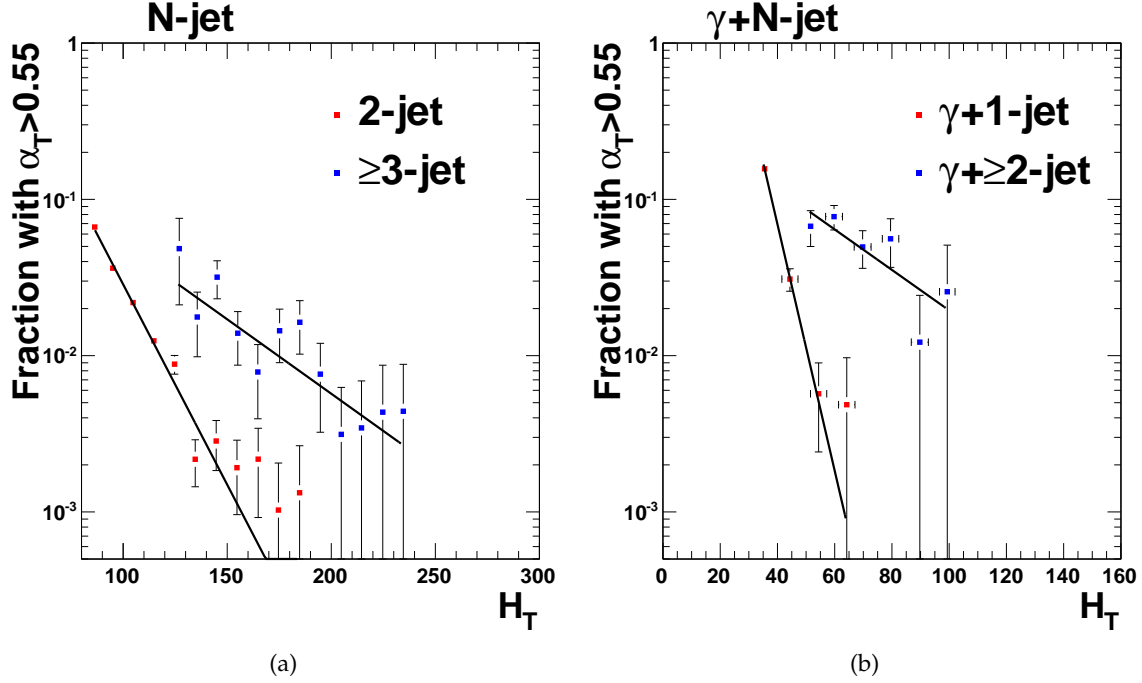 N-jet
Fraction with α_T>0.55
1
10^-1
10^-2
10^-3
2-jet
≥3-jet
100 150 200 250 300
H_T
(a)
γ+N-jet
Fraction with α_T>0.55
1
10^-1
10^-2
10^-3
γ+1-jet
γ+≥2-jet
0 20 40 60 80 100 120 140 160
H_T
(b)